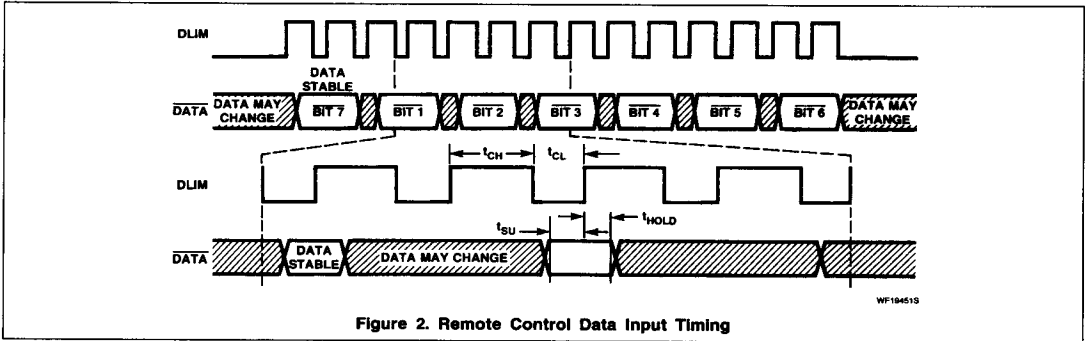 DLIM
DATA
STABLE
DATA
DATA MAY
CHANGE
BIT 7
BIT 1
BIT 2
BIT 3
BIT 4
BIT 5
BIT 6
DATA MAY
CHANGE
tCH
tCL
DLIM
tSU
tHOLD
DATA
DATA
STABLE
DATA MAY CHANGE
WF19451S
Figure 2. Remote Control Data Input Timing